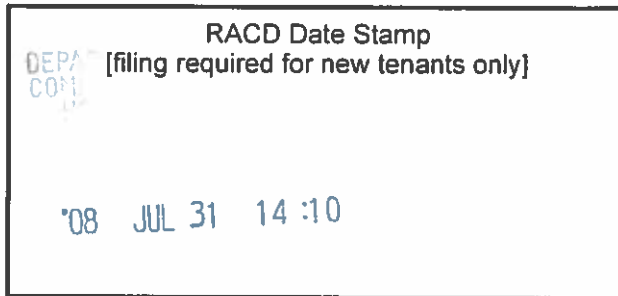 RACD Date Stamp
[filing required for new tenants only]
'08 JUL 31 14:10